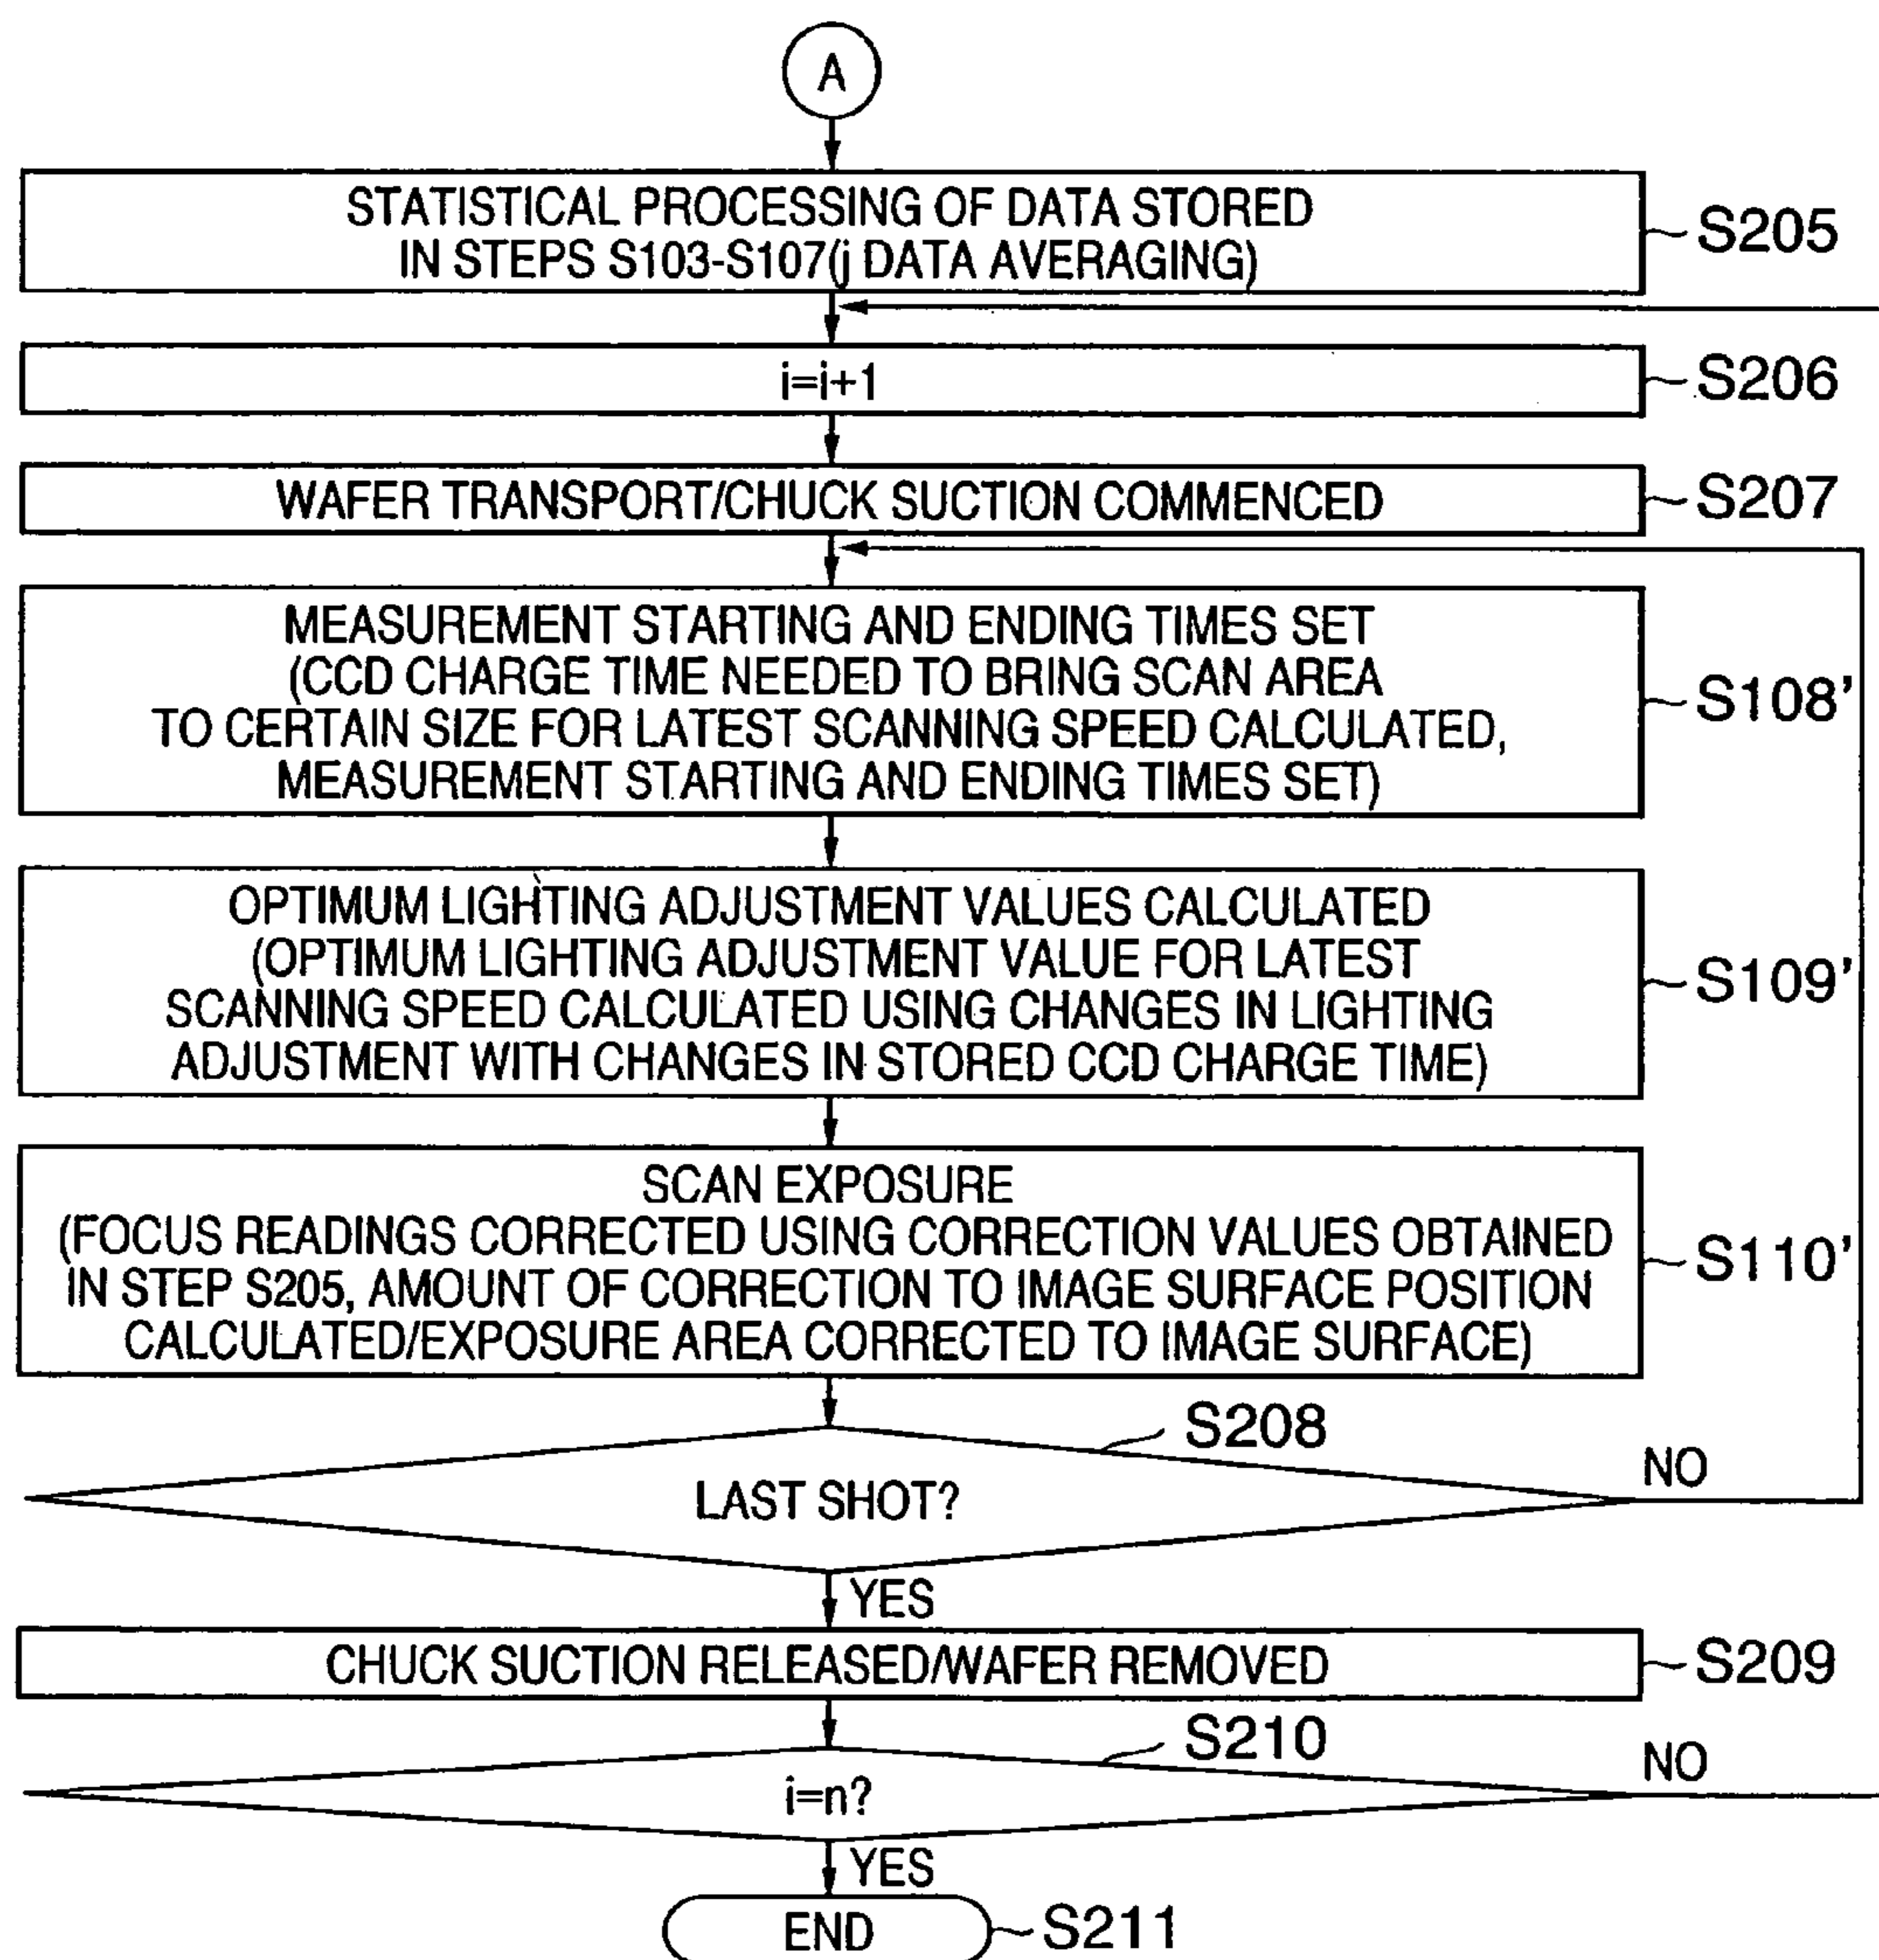 A
STATISTICAL PROCESSING OF DATA STORED
IN STEPS S103-S107(j DATA AVERAGING)
S205
i=i+1
S206
WAFER TRANSPORT/CHUCK SUCTION COMMENCED
S207
MEASUREMENT STARTING AND ENDING TIMES SET
(CCD CHARGE TIME NEEDED TO BRING SCAN AREA
TO CERTAIN SIZE FOR LATEST SCANNING SPEED CALCULATED,
MEASUREMENT STARTING AND ENDING TIMES SET)
S108'
OPTIMUM LIGHTING ADJUSTMENT VALUES CALCULATED
(OPTIMUM LIGHTING ADJUSTMENT VALUE FOR LATEST
SCANNING SPEED CALCULATED USING CHANGES IN LIGHTING
ADJUSTMENT WITH CHANGES IN STORED CCD CHARGE TIME)
S109'
SCAN EXPOSURE
(FOCUS READINGS CORRECTED USING CORRECTION VALUES OBTAINED
IN STEP S205, AMOUNT OF CORRECTION TO IMAGE SURFACE POSITION
CALCULATED/EXPOSURE AREA CORRECTED TO IMAGE SURFACE)
S110'
S208
LAST SHOT?
NO
YES
CHUCK SUCTION RELEASED/WAFER REMOVED
S209
S210
i=n?
NO
YES
END
S211